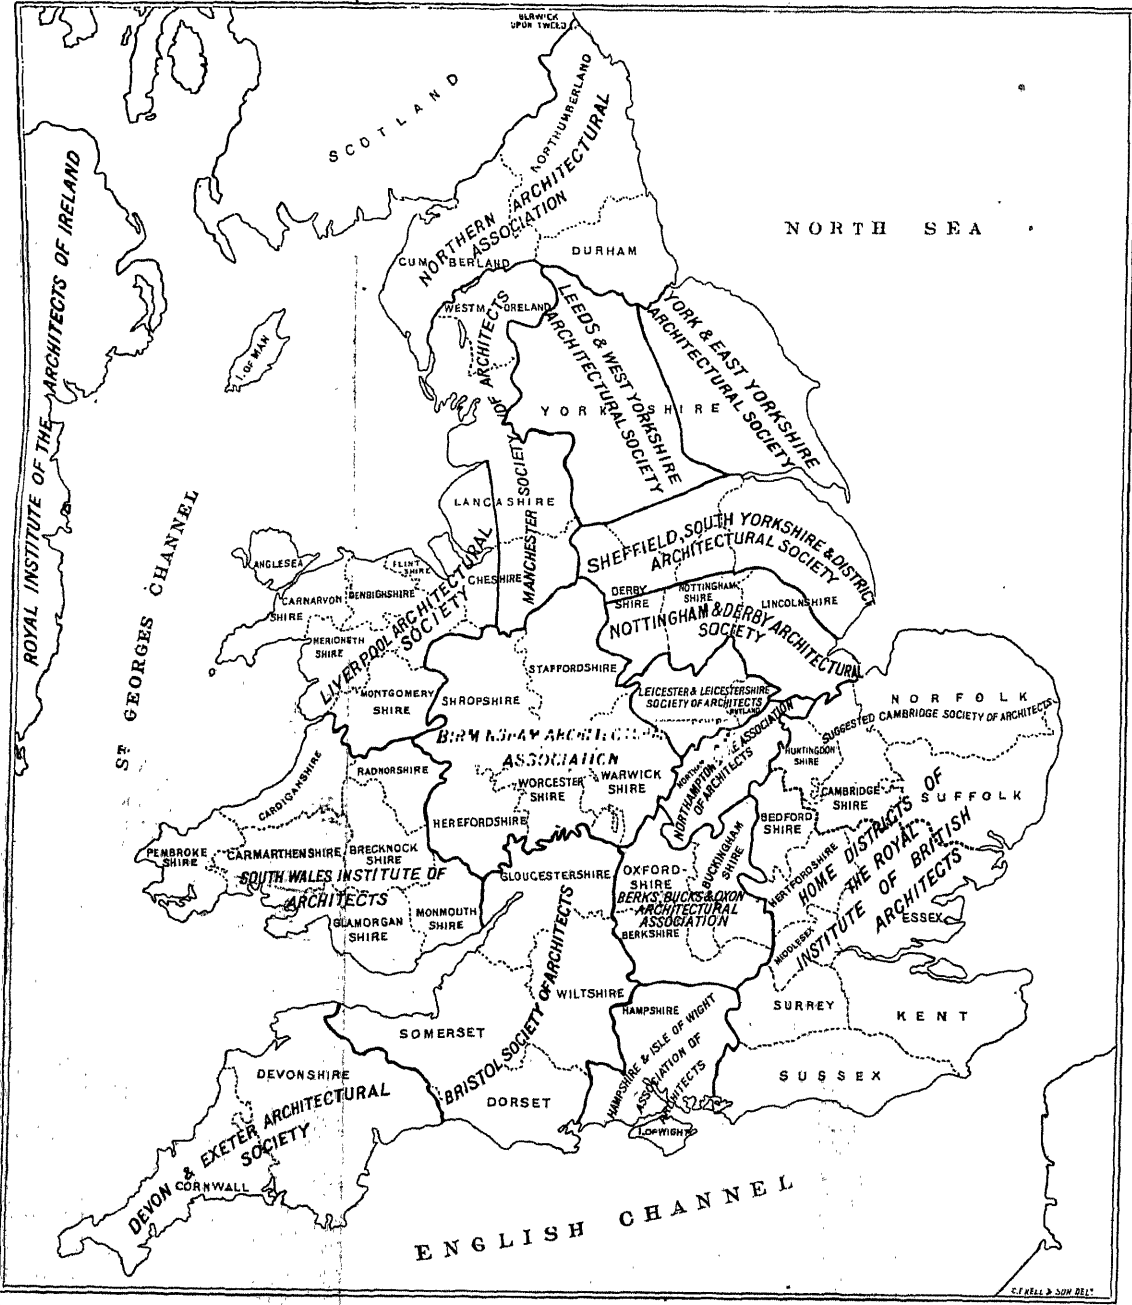 BERWICK
UPON TWEED
SCOTLAND
NORTHUMBERLAND
NORTHERN ARCHITECTURAL
ASSOCIATION
CUMBERLAND
DURHAM
NORTH SEA
ROYAL INSTITUTE OF THE ARCHITECTS OF IRELAND
I. OF MAN
WESTMORELAND
MANCHESTER SOCIETY OF ARCHITECTS
LEEDS & WEST YORKSHIRE
ARCHITECTURAL SOCIETY
YORK & EAST YORKSHIRE
ARCHITECTURAL SOCIETY
YORKSHIRE
LANCASHIRE
ST GEORGES CHANNEL
SHEFFIELD, SOUTH YORKSHIRE & DISTRICT
ARCHITECTURAL SOCIETY
ANGLESEA
FLINT
SHIRE
CARNARVON
SHIRE
DENBIGHSHIRE
CHESHIRE
LIVERPOOL ARCHITECTURAL
SOCIETY
DERBY
SHIRE
NOTTINGHAM
SHIRE
LINCOLNSHIRE
NOTTINGHAM & DERBY ARCHITECTURAL
SOCIETY
MERIONETH
SHIRE
MONTGOMERY
SHIRE
SHROPSHIRE
STAFFORDSHIRE
LEICESTER & LEICESTERSHIRE
SOCIETY OF ARCHITECTS
RUTLAND
NORFOLK
SUGGESTED CAMBRIDGE SOCIETY OF ARCHITECTS
BIRMINGHAM ARCHITECTURAL
ASSOCIATION
NORTHAMPTON
ASSOCIATION
OF ARCHITECTS
HUNTINGDON
SHIRE
CARDIGANSHIRE
RADNORSHIRE
WORCESTER
SHIRE
WARWICK
SHIRE
CAMBRIDGE
SHIRE
SUFFOLK
HEREFORDSHIRE
BEDFORD
SHIRE
PEMBROKE
SHIRE
CARMARTHENSHIRE
BRECKNOCK
SHIRE
SOUTH WALES INSTITUTE OF
ARCHITECTS
GLAMORGAN
SHIRE
MONMOUTH
SHIRE
GLOUCESTERSHIRE
OXFORD-
SHIRE
BUCKINGHAM
SHIRE
BERKS, BUCKS & OXON
ARCHITECTURAL
ASSOCIATION
BERKSHIRE
HERTFORDSHIRE
MIDDLESEX
HOME DISTRICTS OF
THE ROYAL
INSTITUTE OF BRITISH
ARCHITECTS
ESSEX
BRISTOL SOCIETY OF ARCHITECTS
WILTSHIRE
HAMPSHIRE
SURREY
KENT
SOMERSET
HAMPSHIRE & ISLE OF WIGHT
ASSOCIATION OF
ARCHITECTS
SUSSEX
DEVONSHIRE
DORSET
I. OF WIGHT
DEVON & EXETER ARCHITECTURAL
SOCIETY
CORNWALL
ENGLISH CHANNEL
C.F. KELL & SON DELT